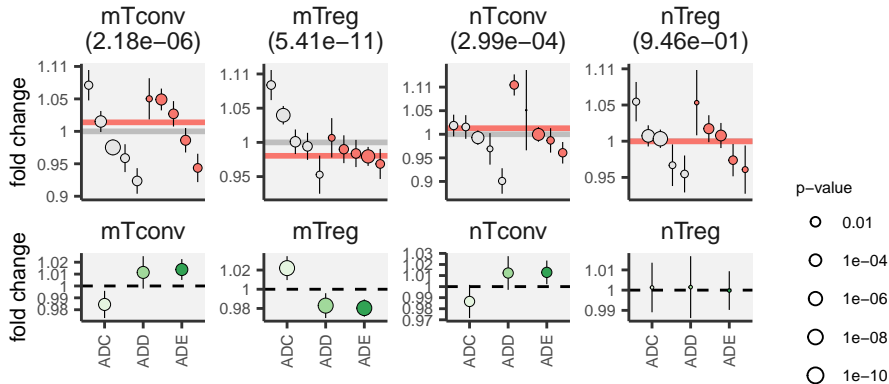 mTconv
(2.18e−06)
mTreg
(5.41e−11)
nTconv
(2.99e−04)
nTreg
(9.46e−01)
fold change
1.11
1.05
1
0.95
0.9
1.11
1.05
1
0.95
1.11
1.05
1
0.95
0.9
1.11
1.05
1
0.95
mTconv
mTreg
nTconv
nTreg
fold change
1.02
1.01
1
0.99
0.98
1.02
1
0.98
1.03
1.02
1.01
1
0.99
0.98
0.97
1.01
1
0.99
ADC
ADD
ADE
ADC
ADD
ADE
ADC
ADD
ADE
ADC
ADD
ADE
p−value
0.01
1e−04
1e−06
1e−08
1e−10